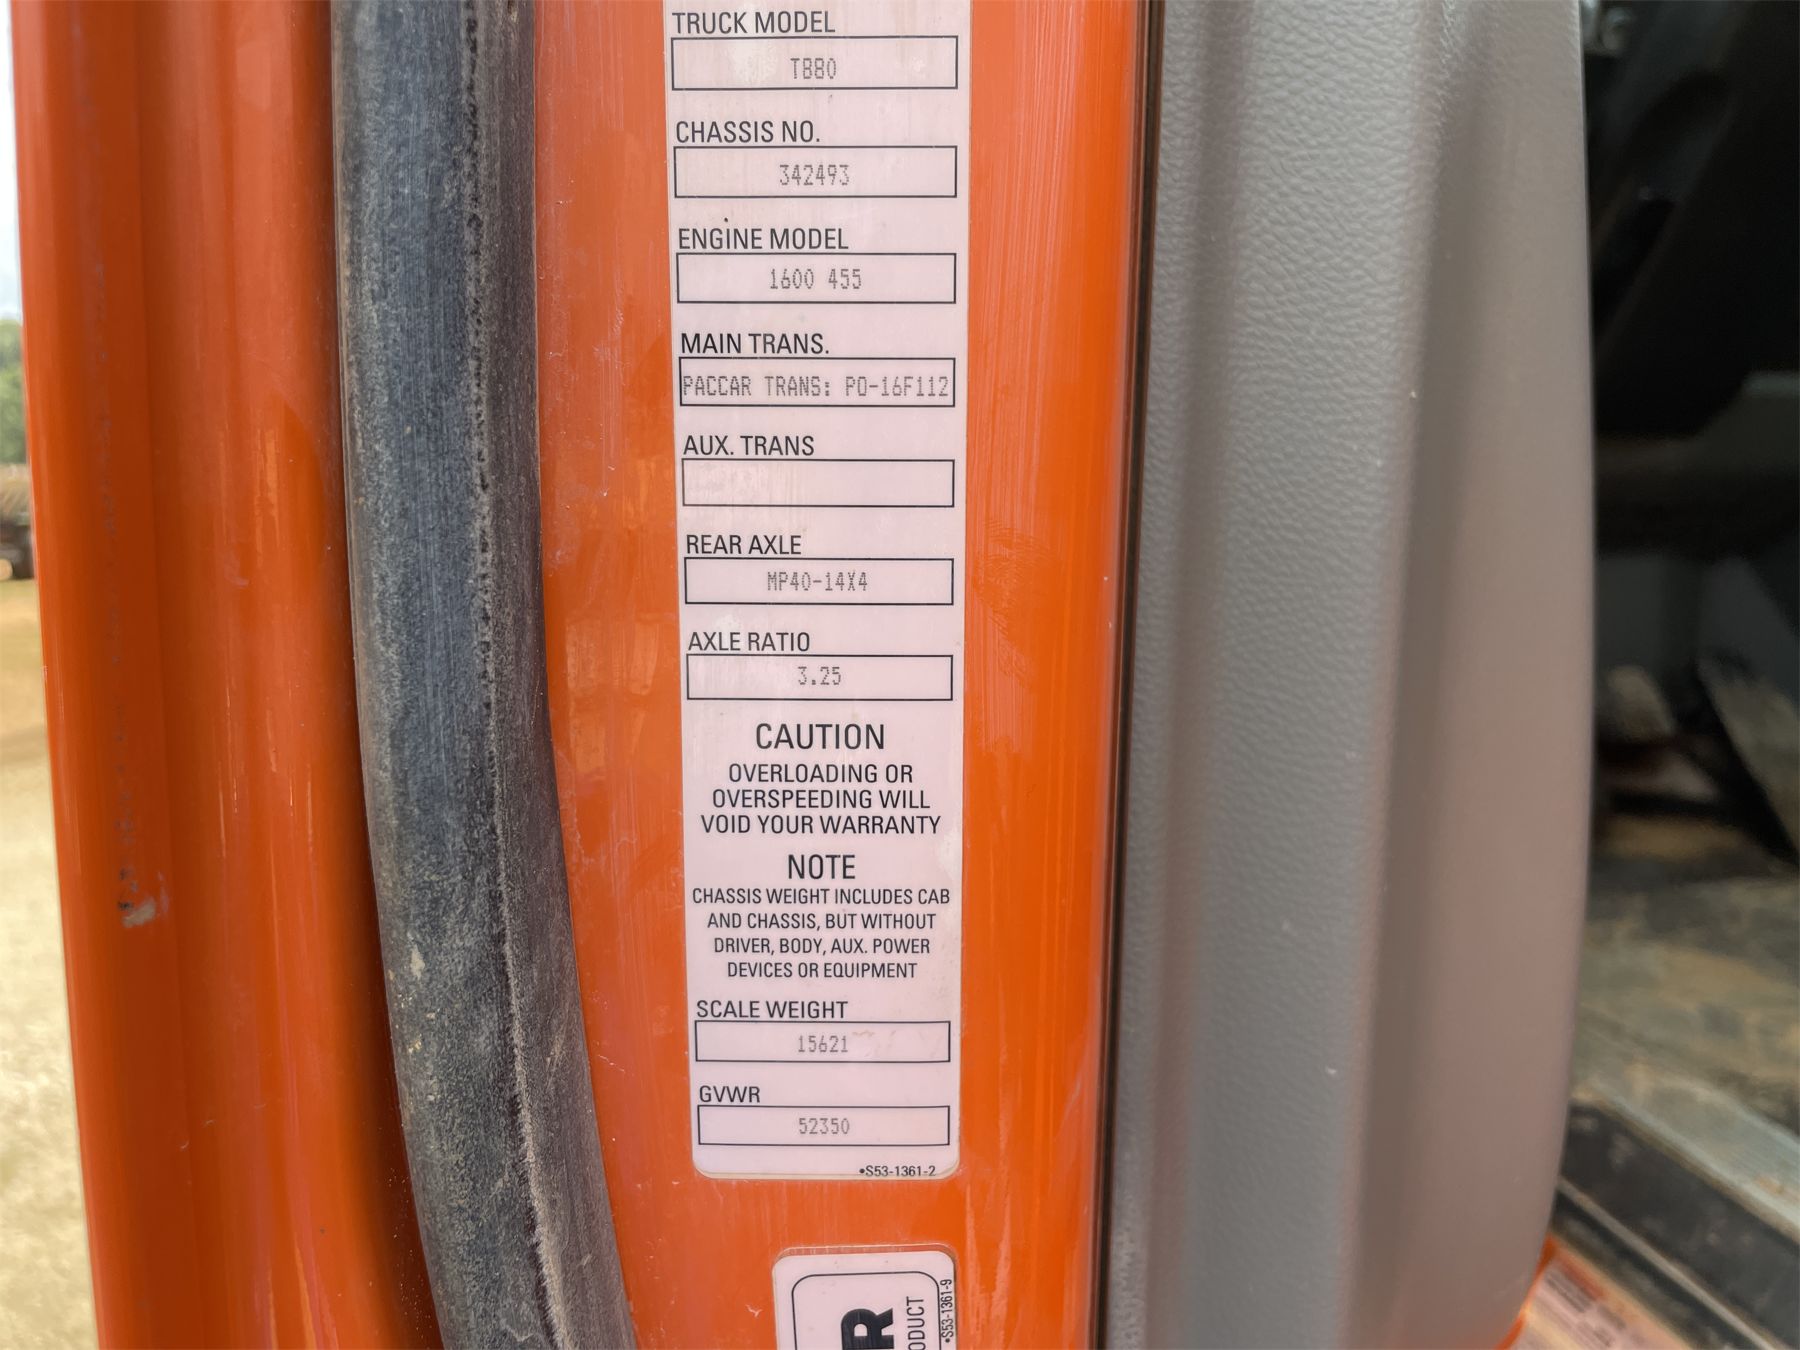 TRUCK MODEL
T880
CHASSIS NO.
342493
ENGINE MODEL
1600 455
MAIN TRANS.
PACCAR TRANS: PO-16F112
AUX. TRANS
REAR AXLE
MP40-14X4
AXLE RATIO
3.25
CAUTION
OVERLOADING OR
OVERSPEEDING WILL
VOID YOUR WARRANTY
NOTE
CHASSIS WEIGHT INCLUDES CAB
AND CHASSIS, BUT WITHOUT
DRIVER, BODY, AUX. POWER
DEVICES OR EQUIPMENT
SCALE WEIGHT
15621
GVWR
52350
•S53-1361-2
•S53-1361-9